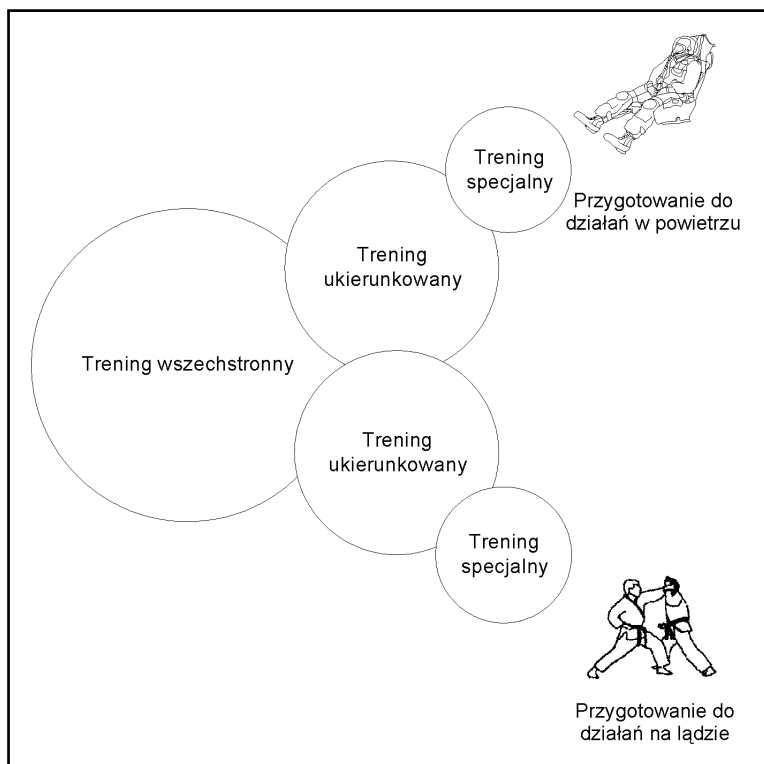 Trening
specjalny
Przygotowanie do
działań w powietrzu
Trening
ukierunkowany
Trening wszechstronny
Trening
ukierunkowany
Trening
specjalny
Przygotowanie do
działań na lądzie